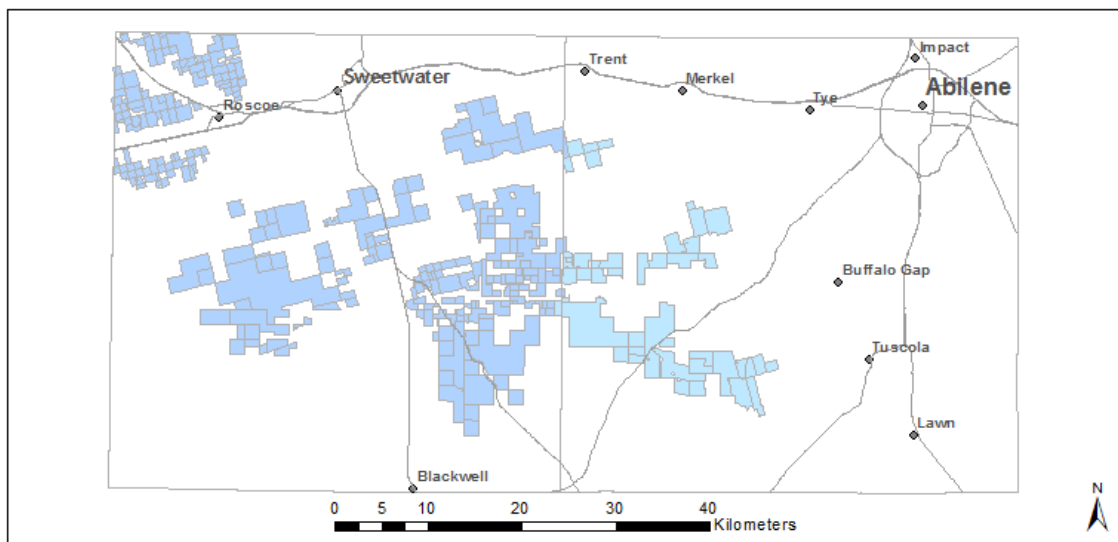 Impact
Trent
Sweetwater
Merkel
Abilene
Roscoe
Tye
Buffalo Gap
Tuscola
Lawn
Blackwell
N
0 5 10 20 30 40
Kilometers